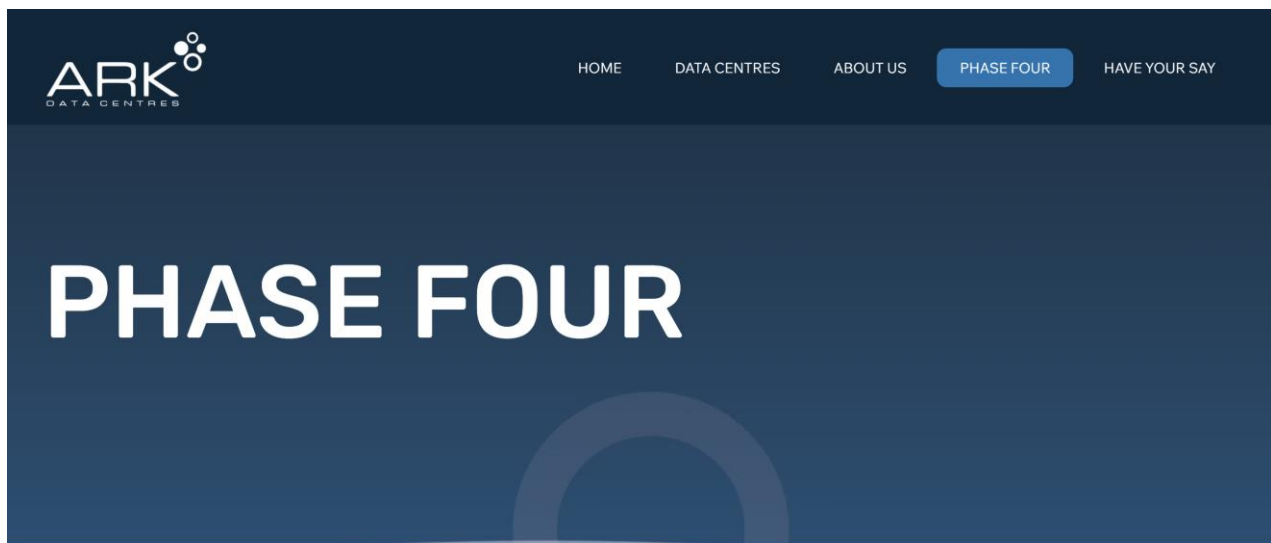 ARK
DATA CENTRES
HOME DATA CENTRES ABOUT US PHASE FOUR HAVE YOUR SAY
PHASE FOUR